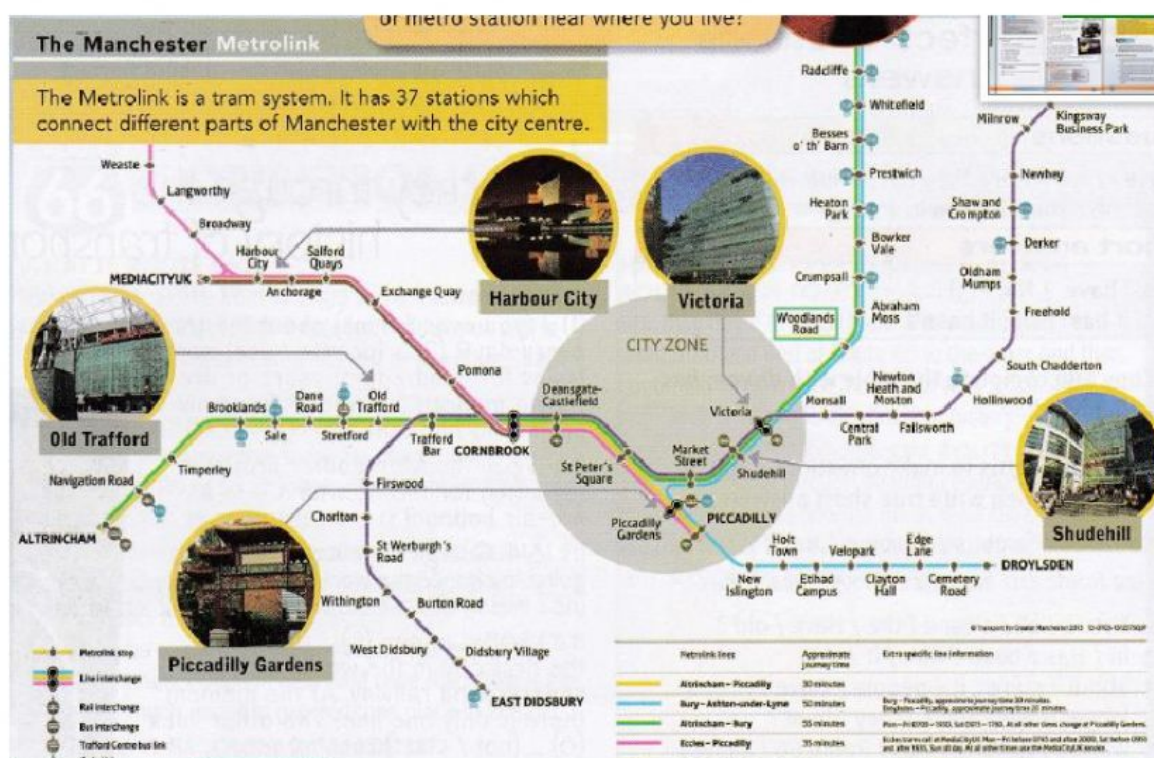 or metro station near where you live?
The Manchester Metrolink
The Metrolink is a tram system. It has 37 stations which
connect different parts of Manchester with the city centre.
Weaste
Langworthy
Broadway
Harbour
City
Salford
Quays
MEDIACITYUK
Anchorage
Exchange Quay
Pomona
Harbour City
Victoria
Radcliffe
Whitefield
Besses
o' th' Barn
Prestwich
Heaton
Park
Bowker
Vale
Crumpsall
Abraham
Moss
Woodlands
Road
Milnrow
Kingsway
Business Park
Newhey
Shaw and
Crompton
Derker
Oldham
Mumps
Freehold
South Chadderton
Hollinwood
Failsworth
Newton
Heath and
Moston
Central
Park
Monsall
CITY ZONE
Victoria
Shudehill
Market
Street
St Peter's
Square
Deansgate-
Castlefield
CORNBROOK
Trafford
Bar
Old
Trafford
Stretford
Dane
Road
Sale
Brooklands
Timperley
Navigation Road
ALTRINCHAM
Old Trafford
Firswood
Chorlton
St Werburgh's
Road
Withington
Burton Road
West Didsbury
Didsbury Village
EAST DIDSBURY
Piccadilly Gardens
Piccadilly
Gardens
PICCADILLY
New
Islington
Holt
Town
Etihad
Campus
Velopark
Clayton
Hall
Edge
Lane
Cemetery
Road
DROYLSDEN
Shudehill
Metrolink stop
Line interchange
Rail interchange
Bus interchange
Trafford Centre bus link
Metrolink lines Approximate journey time Extra specific line information
Altrincham – Piccadilly 30 minutes
Bury – Ashton-under-Lyne 50 minutes
Altrincham – Bury 55 minutes
Eccles – Piccadilly 35 minutes